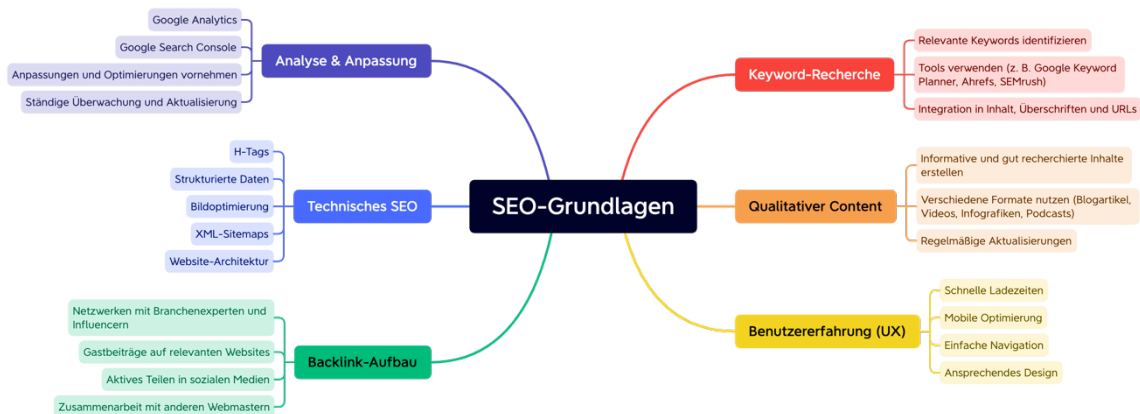 SEO-Grundlagen
Keyword-Recherche
Relevante Keywords identifizieren
Tools verwenden (z. B. Google Keyword
Planner, Ahrefs, SEMrush)
Integration in Inhalt, Überschriften und URLs
Qualitativer Content
Informative und gut recherchierte Inhalte
erstellen
Verschiedene Formate nutzen (Blogartikel,
Videos, Infografiken, Podcasts)
Regelmäßige Aktualisierungen
Benutzererfahrung (UX)
Schnelle Ladezeiten
Mobile Optimierung
Einfache Navigation
Ansprechendes Design
Analyse & Anpassung
Google Analytics
Google Search Console
Anpassungen und Optimierungen vornehmen
Ständige Überwachung und Aktualisierung
Technisches SEO
H-Tags
Strukturierte Daten
Bildoptimierung
XML-Sitemaps
Website-Architektur
Backlink-Aufbau
Netzwerken mit Branchenexperten und
Influencern
Gastbeiträge auf relevanten Websites
Aktives Teilen in sozialen Medien
Zusammenarbeit mit anderen Webmastern